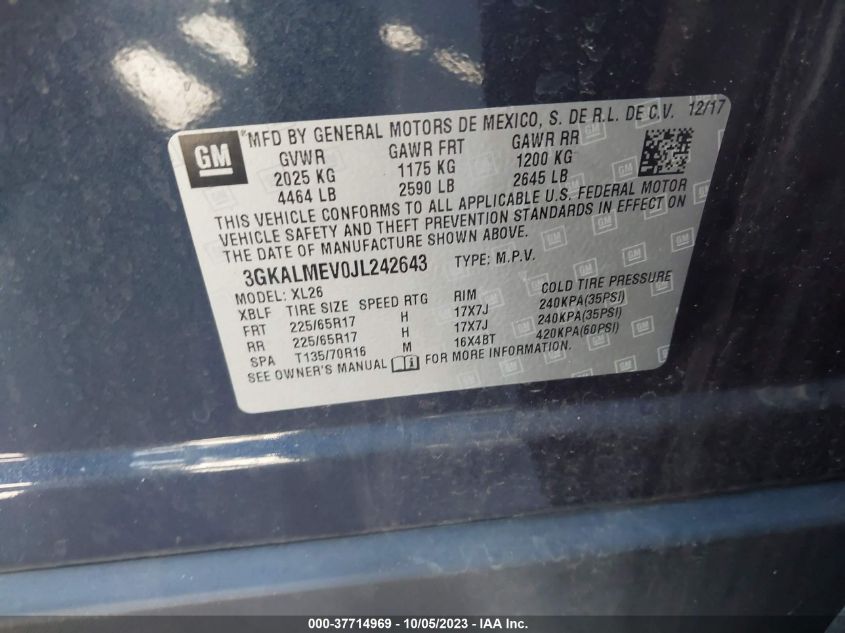 "MFD BY GENERAL MOTORS DE MEXICO, S. DE R.L. DE C.V. 12/17
GM
GVWR GAWR FRT GAWR RR
2025 KG 1175 KG 1200 KG
4464 LB 2590 LB 2645 LB
THIS VEHICLE CONFORMS TO ALL APPLICABLE U.S. FEDERAL MOTOR
VEHICLE SAFETY AND THEFT PREVENTION STANDARDS IN EFFECT ON
THE DATE OF MANUFACTURE SHOWN ABOVE.
3GKALMEV0JL242643 TYPE: M.P.V.
MODEL: XL26
XBLF TIRE SIZE SPEED RTG RIM COLD TIRE PRESSURE
FRT 225/65R17 H 17X7J 240KPA(35PSI)
RR 225/65R17 H 17X7J 240KPA(35PSI)
SPA T135/70R16 M 16X4BT 420KPA(60PSI)
SEE OWNER'S MANUAL FOR MORE INFORMATION.
000-37714969 - 10/05/2023 - IAA Inc.